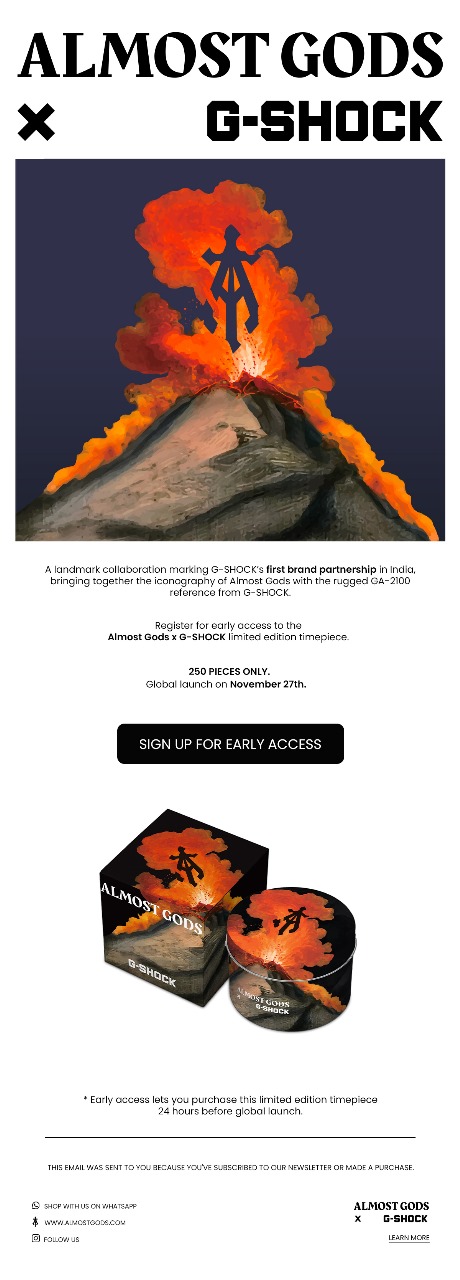 ALMOST GODS
× G-SHOCK
A landmark collaboration marking G-SHOCK's first brand partnership in India,
bringing together the iconography of Almost Gods with the rugged GA-2100
reference from G-SHOCK.
Register for early access to the
Almost Gods x G-SHOCK limited edition timepiece.
250 PIECES ONLY.
Global launch on November 27th.
SIGN UP FOR EARLY ACCESS
ALMOST GODS
G-SHOCK
ALMOST GODS
× G-SHOCK
* Early access lets you purchase this limited edition timepiece
24 hours before global launch.
THIS EMAIL WAS SENT TO YOU BECAUSE YOU'VE SUBSCRIBED TO OUR NEWSLETTER OR MADE A PURCHASE.
SHOP WITH US ON WHATSAPP
WWW.ALMOSTGODS.COM
FOLLOW US
ALMOST GODS
× G-SHOCK
LEARN MORE